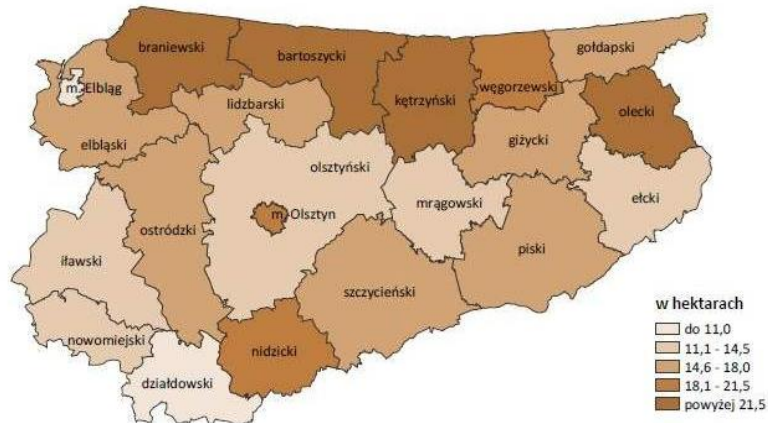 braniewski
bartoszycki
gołdapski
węgorzewski
kętrzyński
m. Elbląg
lidzbarski
olecki
elbląski
giżycki
olsztyński
ełcki
mrągowski
m. Olsztyn
ostródzki
piski
iławski
szczycieński
nowomiejski
nidzicki
działdowski
w hektarach
do 11,0
11,1 - 14,5
14,6 - 18,0
18,1 - 21,5
powyżej 21,5